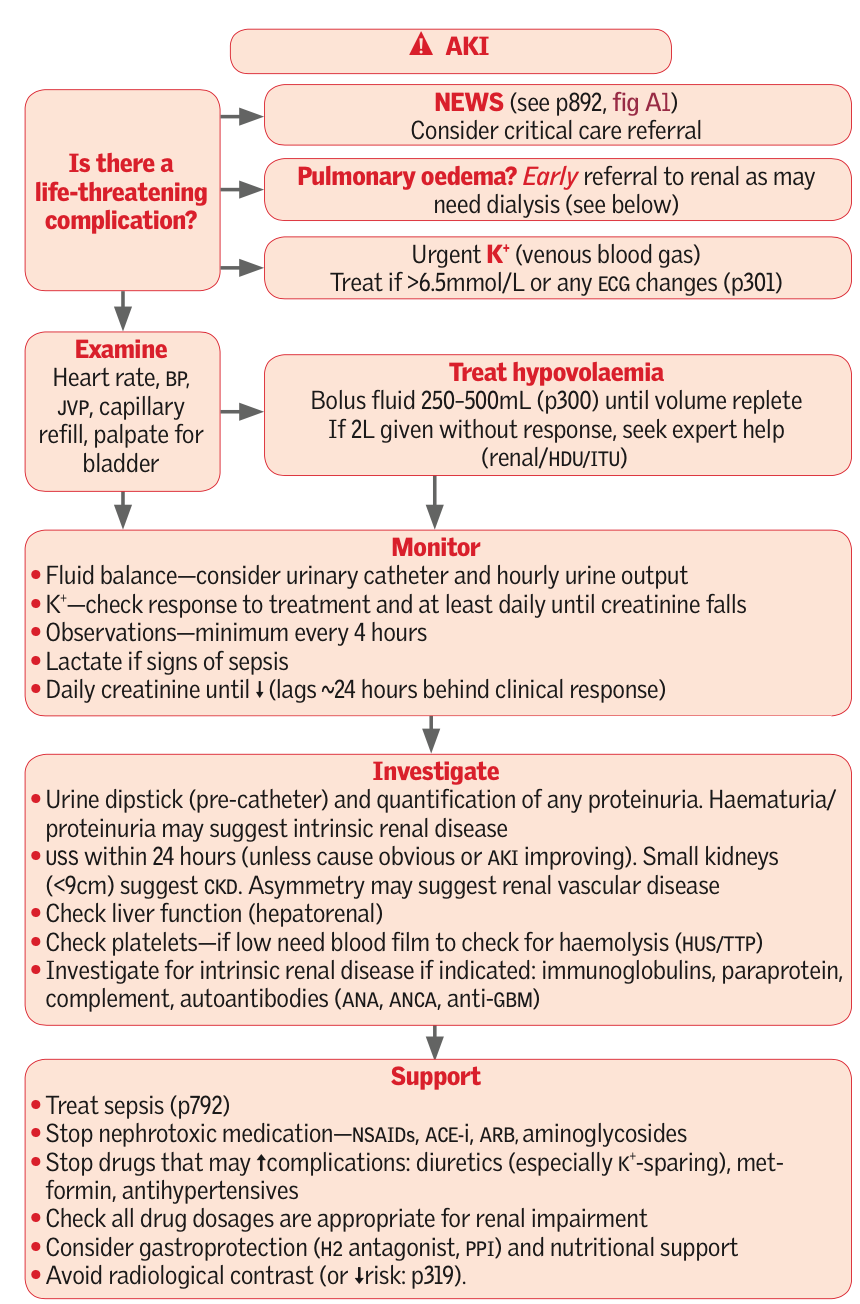 AKI
Is there a
life-threatening
complication?
NEWS (see p892, fig A1)
Consider critical care referral
Pulmonary oedema? Early referral to renal as may
need dialysis (see below)
Urgent K⁺ (venous blood gas)
Treat if >6.5mmol/L or any ECG changes (p301)
Examine
Heart rate, BP,
JVP, capillary
refill, palpate for
bladder
Treat hypovolaemia
Bolus fluid 250–500mL (p300) until volume replete
If 2L given without response, seek expert help
(renal/HDU/ITU)
Monitor
• Fluid balance—consider urinary catheter and hourly urine output
• K⁺—check response to treatment and at least daily until creatinine falls
• Observations—minimum every 4 hours
• Lactate if signs of sepsis
• Daily creatinine until ↓ (lags ~24 hours behind clinical response)
Investigate
• Urine dipstick (pre-catheter) and quantification of any proteinuria. Haematuria/
proteinuria may suggest intrinsic renal disease
• USS within 24 hours (unless cause obvious or AKI improving). Small kidneys
(<9cm) suggest CKD. Asymmetry may suggest renal vascular disease
• Check liver function (hepatorenal)
• Check platelets—if low need blood film to check for haemolysis (HUS/TTP)
• Investigate for intrinsic renal disease if indicated: immunoglobulins, paraprotein,
complement, autoantibodies (ANA, ANCA, anti-GBM)
Support
• Treat sepsis (p792)
• Stop nephrotoxic medication—NSAIDs, ACE-i, ARB, aminoglycosides
• Stop drugs that may ↑complications: diuretics (especially K⁺-sparing), met-
formin, antihypertensives
• Check all drug dosages are appropriate for renal impairment
• Consider gastroprotection (H2 antagonist, PPI) and nutritional support
• Avoid radiological contrast (or ↓risk: p319).